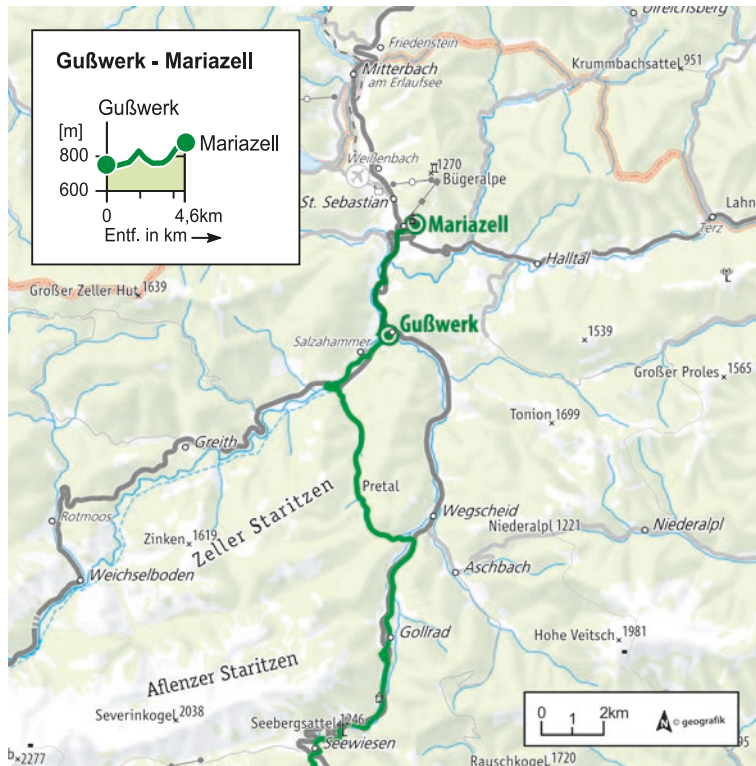 Gußwerk - Mariazell
Gußwerk
[m]
800
600
Mariazell
0
4,6km
Entf. in km
Ulreichsberg
Friedenstein
Mitterbach
am Erlaufsee
Krummbachsattel 951
Weißenbach
1270
Bügeralpe
St. Sebastian
Mariazell
Lahn
Terz
Halltal
Großer Zeller Hut 1639
Gußwerk
Salzahammer
1539
Großer Proles 1565
Tonion 1699
Greith
Pretal
Zeller Staritzen
Wegscheid
Rotmoos
Niederalpl 1221
Niederalpl
Zinken 1619
Weichselboden
Aschbach
Gollrad
Hohe Veitsch 1981
Aflenzer Staritzen
Severinkogel 2038
Seebergsattel 1246
Seewiesen
b. 2277
0 1 2km
N
© geografik
95
Rauschkogel 1720